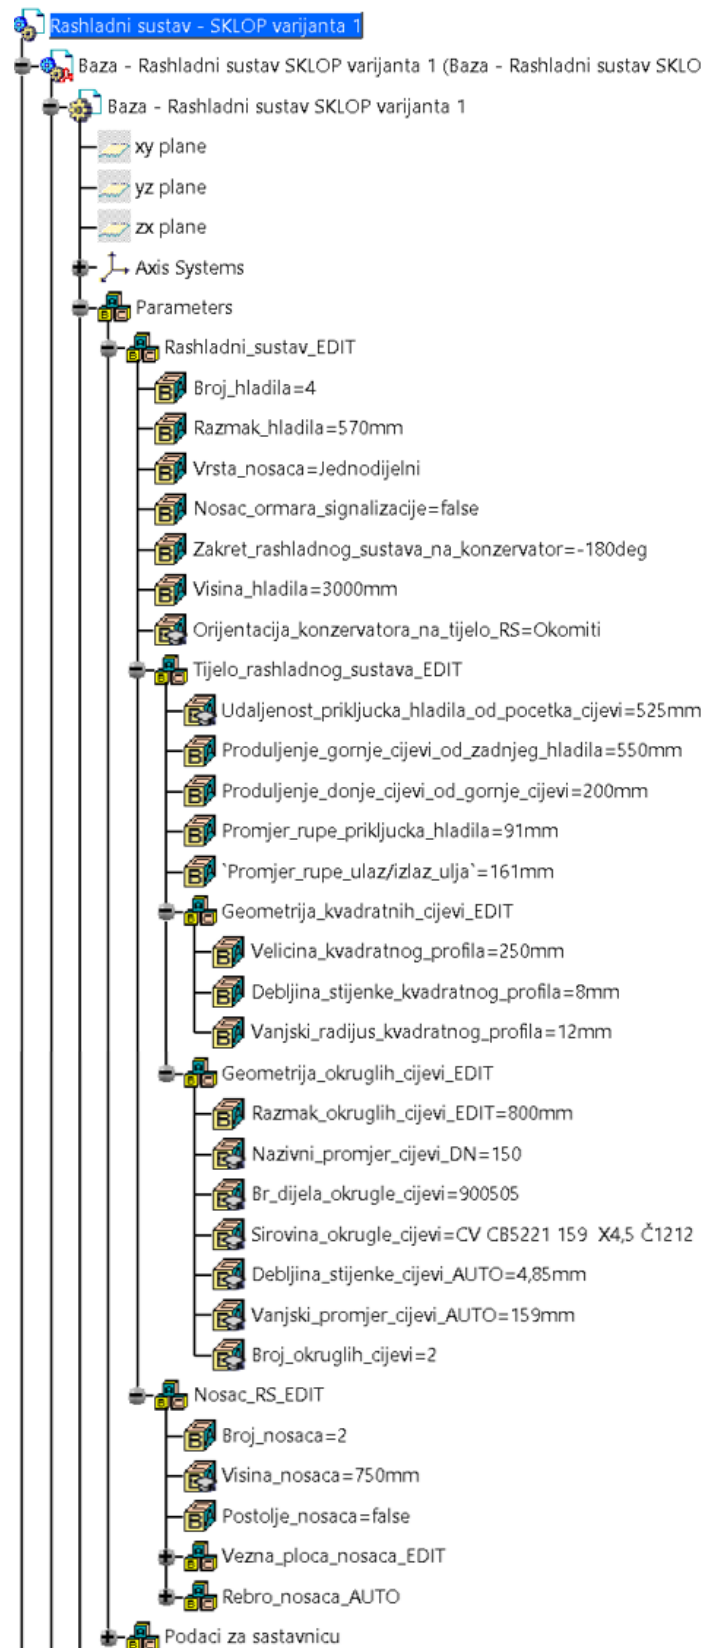 Rashladni sustav - SKLOP varijanta 1
Baza - Rashladni sustav SKLOP varijanta 1 (Baza - Rashladni sustav SKLO
Baza - Rashladni sustav SKLOP varijanta 1
xy plane
yz plane
zx plane
Axis Systems
Parameters
Rashladni_sustav_EDIT
Broj_hladila=4
Razmak_hladila=570mm
Vrsta_nosaca=Jednodijelni
Nosac_ormara_signalizacije=false
Zakret_rashladnog_sustava_na_konzervator=-180deg
Visina_hladila=3000mm
Orijentacija_konzervatora_na_tijelo_RS=Okomiti
Tijelo_rashladnog_sustava_EDIT
Udaljenost_prikljucka_hladila_od_pocetka_cijevi=525mm
Produljenje_gornje_cijevi_od_zadnjeg_hladila=550mm
Produljenje_donje_cijevi_od_gornje_cijevi=200mm
Promjer_rupe_prikljucka_hladila=91mm
`Promjer_rupe_ulaz/izlaz_ulja`=161mm
Geometrija_kvadratnih_cijevi_EDIT
Velicina_kvadratnog_profila=250mm
Debljina_stijenke_kvadratnog_profila=8mm
Vanjski_radijus_kvadratnog_profila=12mm
Geometrija_okruglih_cijevi_EDIT
Razmak_okruglih_cijevi_EDIT=800mm
Nazivni_promjer_cijevi_DN=150
Br_dijela_okrugle_cijevi=900505
Sirovina_okrugle_cijevi=CV CB5221 159  X4,5 Č1212
Debljina_stijenke_cijevi_AUTO=4,85mm
Vanjski_promjer_cijevi_AUTO=159mm
Broj_okruglih_cijevi=2
Nosac_RS_EDIT
Broj_nosaca=2
Visina_nosaca=750mm
Postolje_nosaca=false
Vezna_ploca_nosaca_EDIT
Rebro_nosaca_AUTO
Podaci za sastavnicu